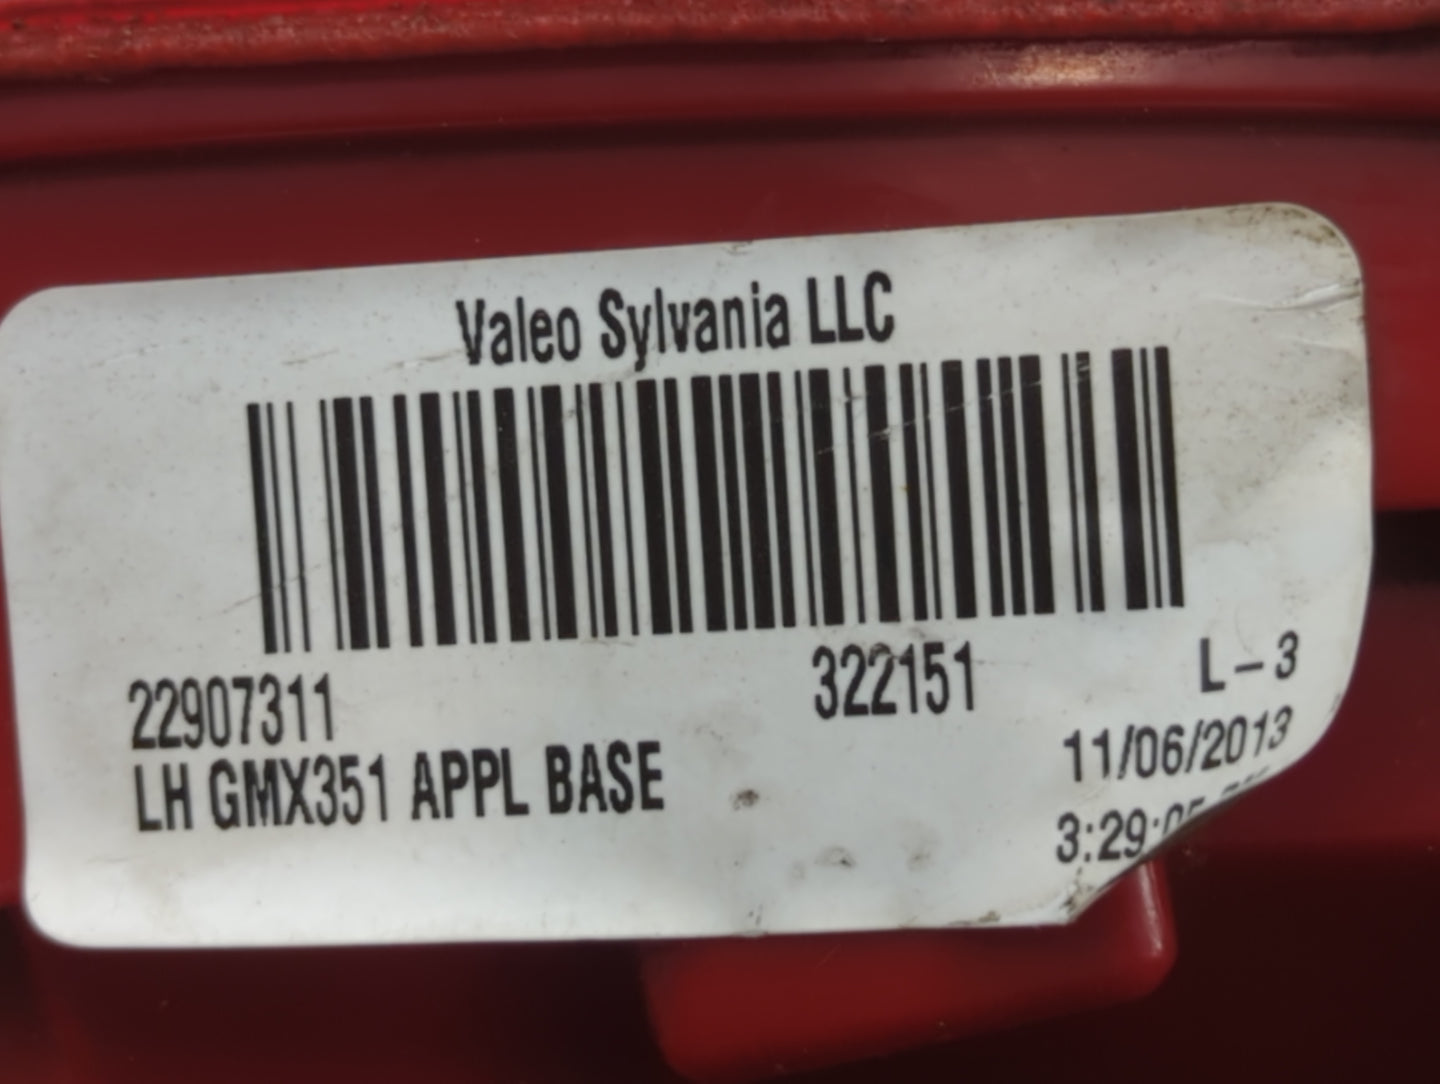 Valeo Sylvania LLC
22907311 322151 L-3
LH GMX351 APPL BASE 11/06/2013